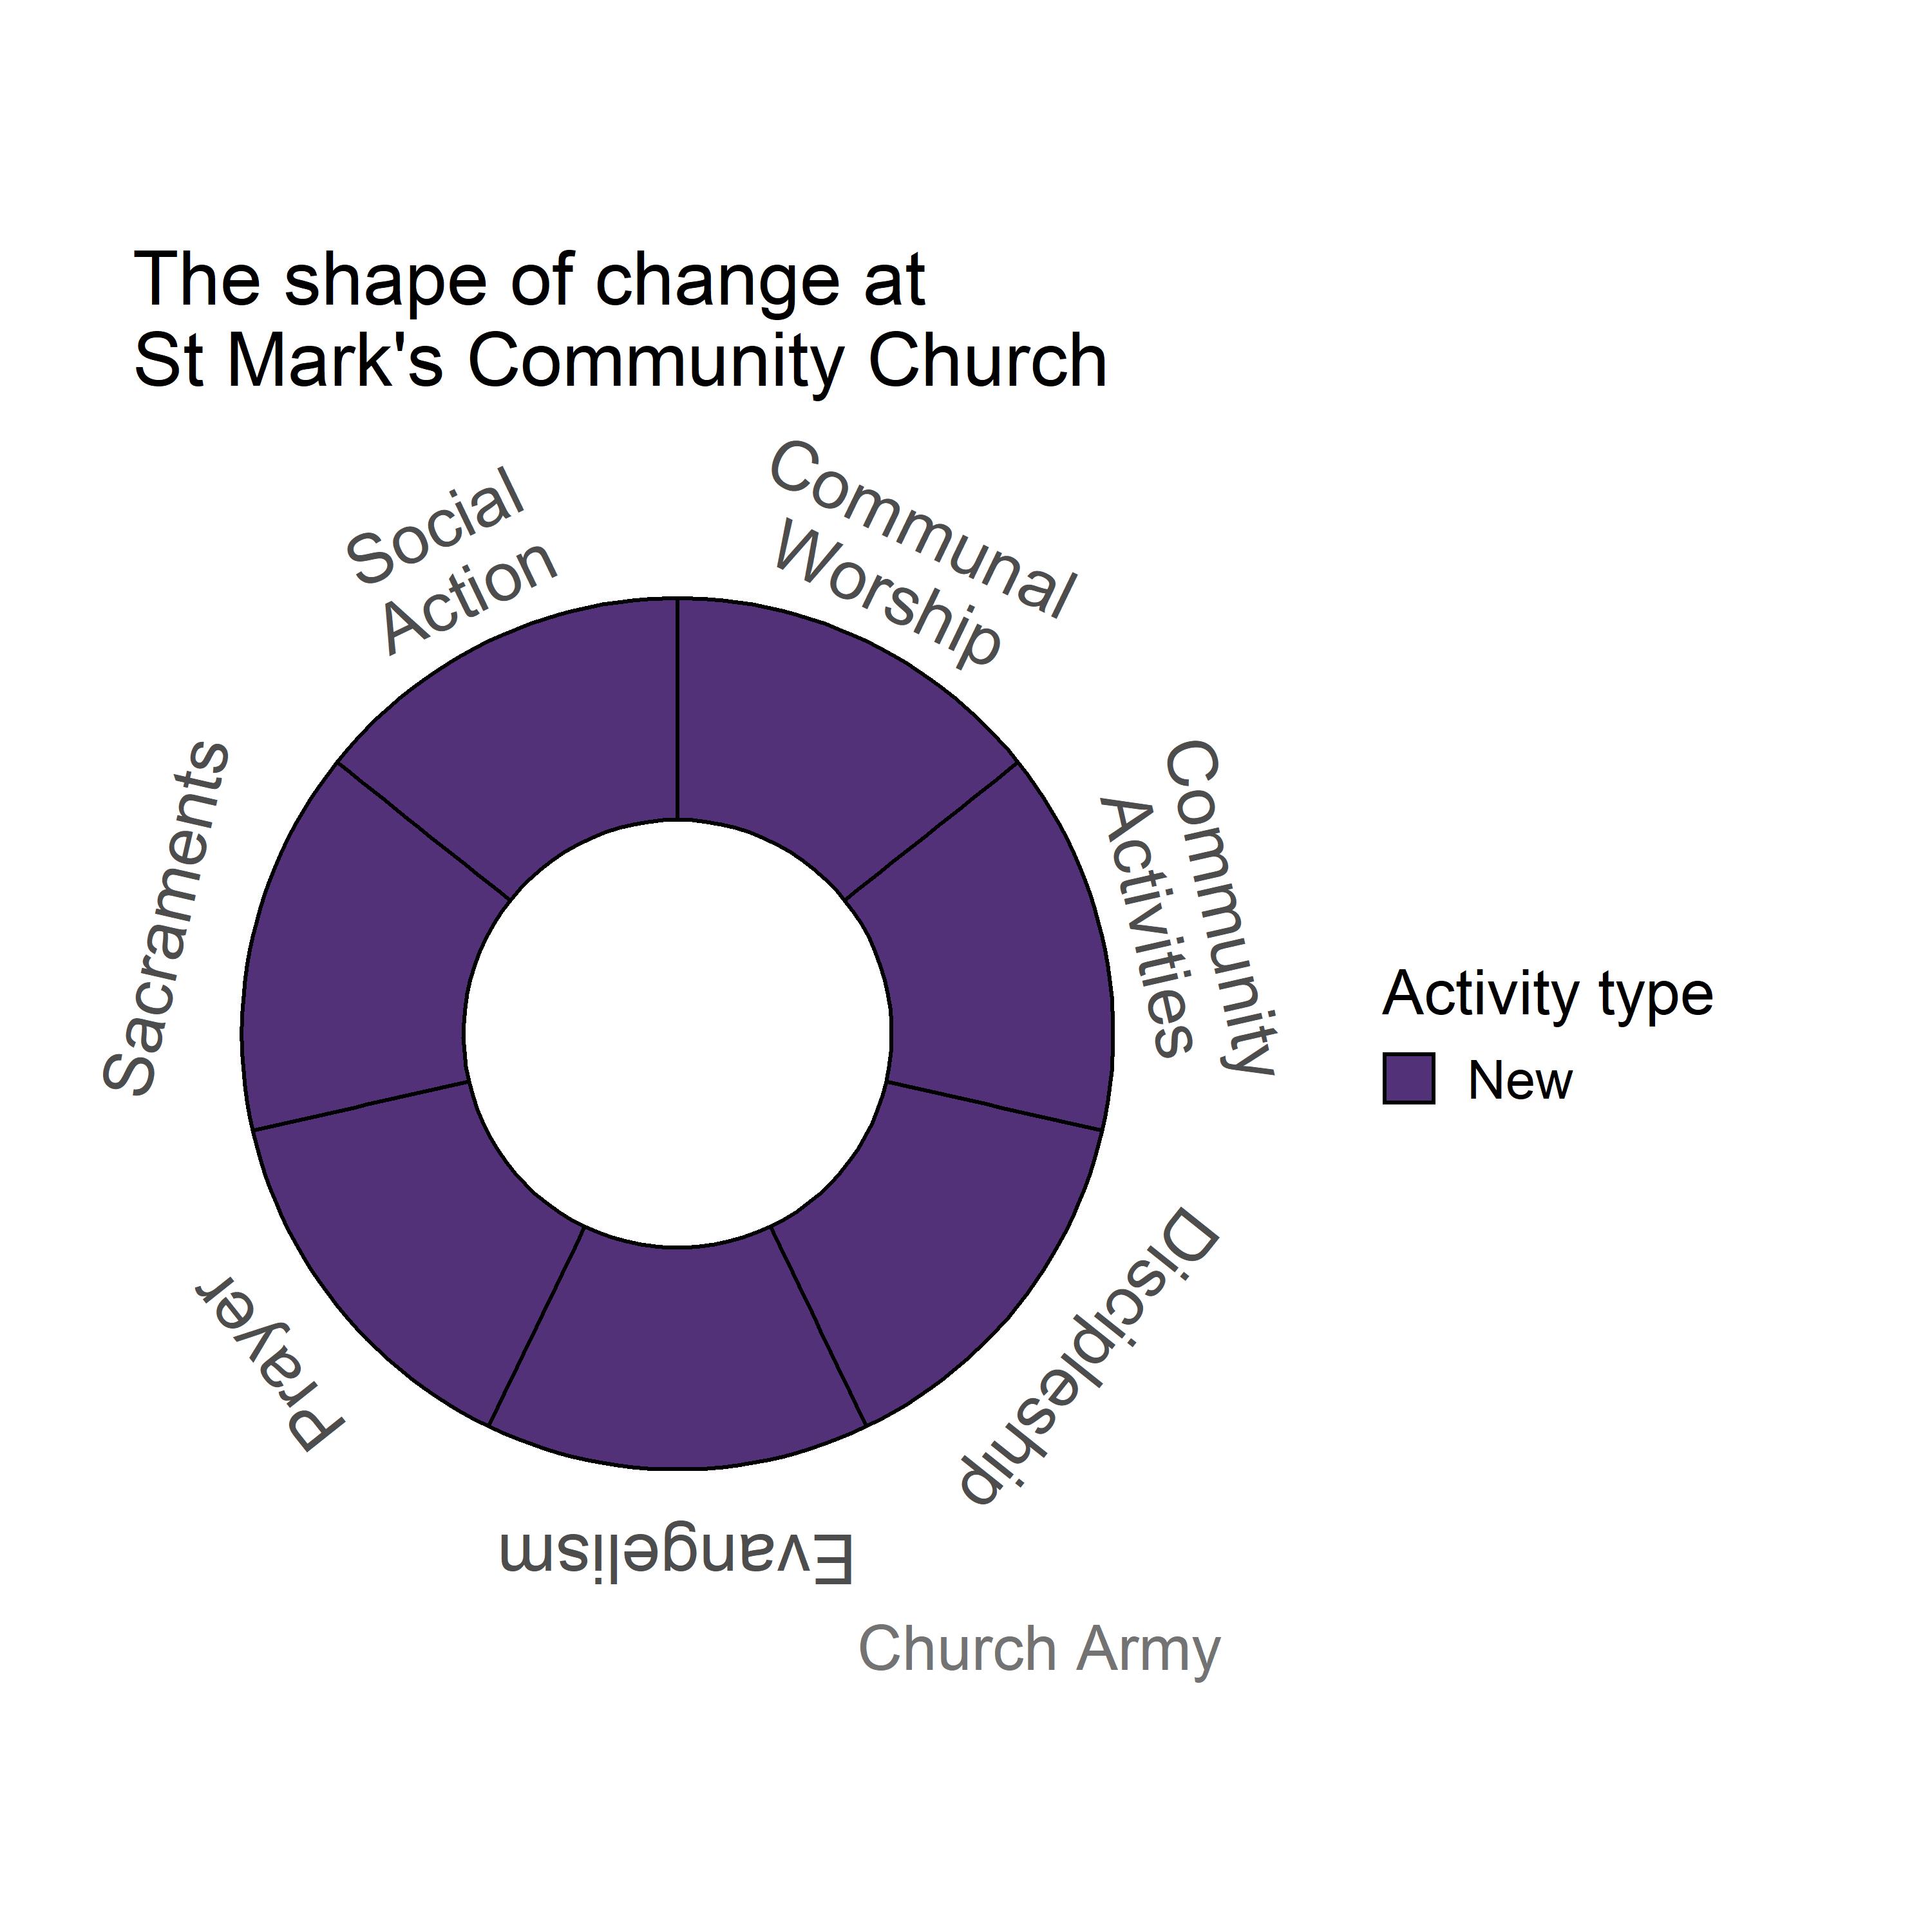 The shape of change at
St Mark's Community Church
Communal
Worship
Community
Activities
Discipleship
Evangelism
Prayer
Sacraments
Social
Action
Activity type
New
Church Army